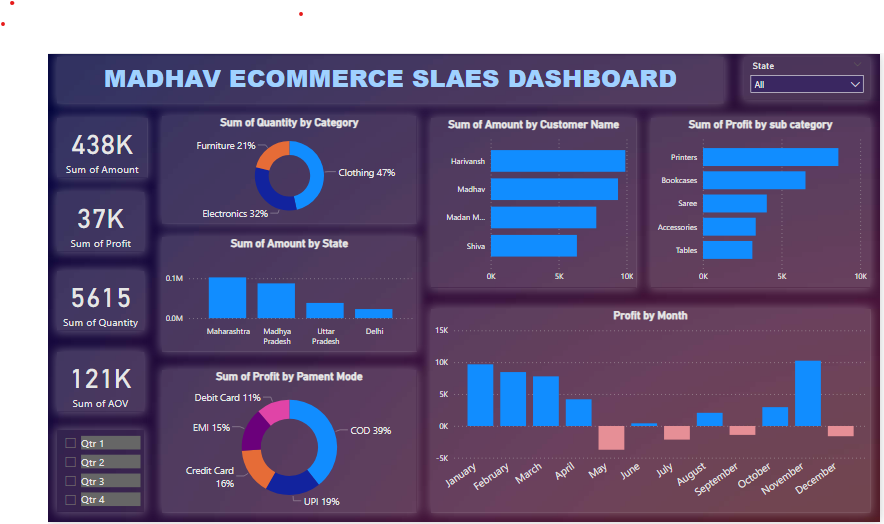 MADHAV ECOMMERCE SLAES DASHBOARD
State
All
438K
Sum of Amount
37K
Sum of Profit
5615
Sum of Quantity
121K
Sum of AOV
Qtr 1
Qtr 2
Qtr 3
Qtr 4
Sum of Quantity by Category
Furniture 21%
Clothing 47%
Electronics 32%
Sum of Amount by State
0.1M
0.0M
Maharashtra
Madhya
Pradesh
Uttar
Pradesh
Delhi
Sum of Profit by Pament Mode
Debit Card 11%
EMI 15%
COD 39%
Credit Card
16%
UPI 19%
Sum of Amount by Customer Name
Harivansh
Madhav
Madan M...
Shiva
0K
5K
10K
Sum of Profit by sub category
Printers
Bookcases
Saree
Accessories
Tables
0K
5K
10K
Profit by Month
15K
10K
5K
0K
-5K
January
February
March
April
May
June
July
August
September
October
November
December